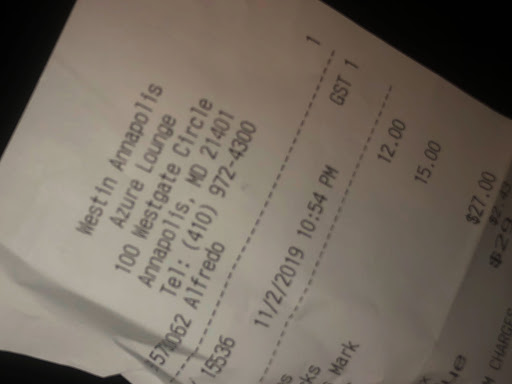 Westin Annapolis
Azure Lounge
100 Westgate Circle
Annapolis, MD 21401
Tel: (410) 972-4300
Alfredo 1
15536 11/2/2019 10:54 PM GST 1
12.00
Mark 15.00
$27.00
CHARGES